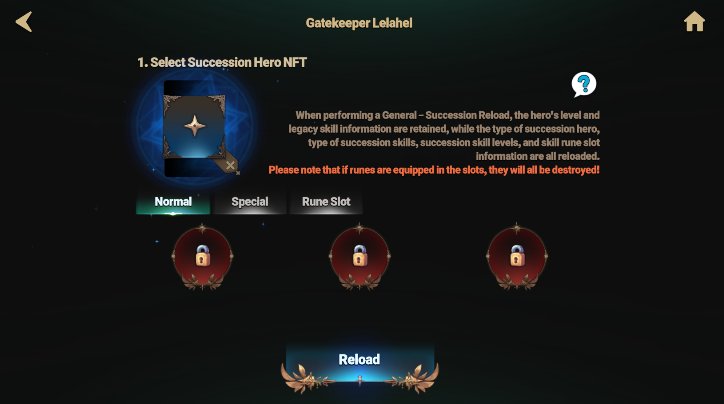 Gatekeeper Lelahel
1. Select Succession Hero NFT
?
When performing a General - Succession Reload, the hero's level and
legacy skill information are retained, while the type of succession hero,
type of succession skills, succession skill levels, and skill rune slot
information are all reloaded.
Please note that if runes are equipped in the slots, they will all be destroyed!
Normal Special Rune Slot
Reload